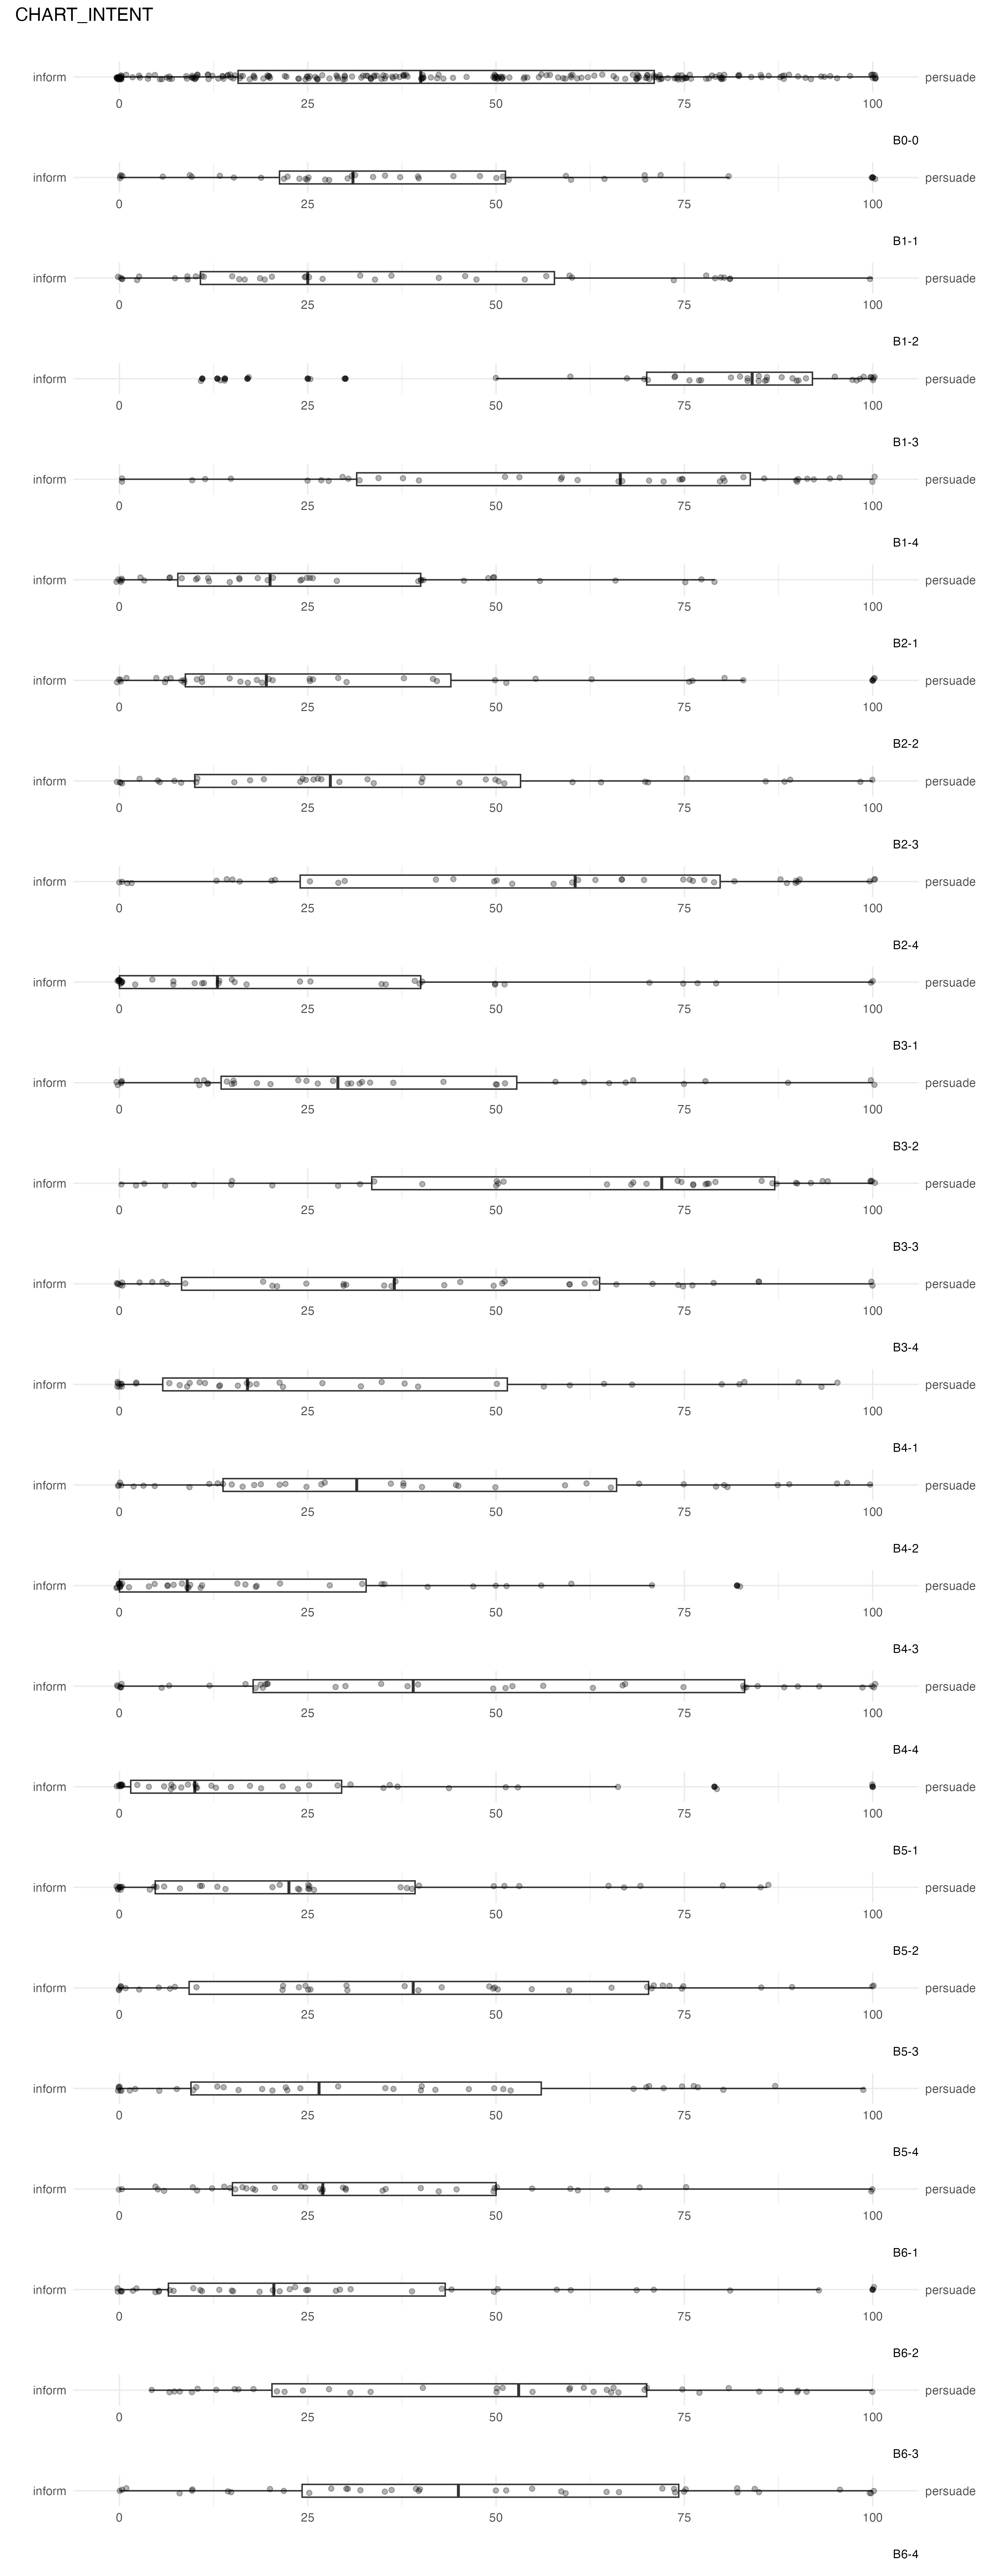 CHART_INTENT
inform persuade
0 25 50 75 100
B0-0
inform persuade
0 25 50 75 100
B1-1
inform persuade
0 25 50 75 100
B1-2
inform persuade
0 25 50 75 100
B1-3
inform persuade
0 25 50 75 100
B1-4
inform persuade
0 25 50 75 100
B2-1
inform persuade
0 25 50 75 100
B2-2
inform persuade
0 25 50 75 100
B2-3
inform persuade
0 25 50 75 100
B2-4
inform persuade
0 25 50 75 100
B3-1
inform persuade
0 25 50 75 100
B3-2
inform persuade
0 25 50 75 100
B3-3
inform persuade
0 25 50 75 100
B3-4
inform persuade
0 25 50 75 100
B4-1
inform persuade
0 25 50 75 100
B4-2
inform persuade
0 25 50 75 100
B4-3
inform persuade
0 25 50 75 100
B4-4
inform persuade
0 25 50 75 100
B5-1
inform persuade
0 25 50 75 100
B5-2
inform persuade
0 25 50 75 100
B5-3
inform persuade
0 25 50 75 100
B5-4
inform persuade
0 25 50 75 100
B6-1
inform persuade
0 25 50 75 100
B6-2
inform persuade
0 25 50 75 100
B6-3
inform persuade
0 25 50 75 100
B6-4